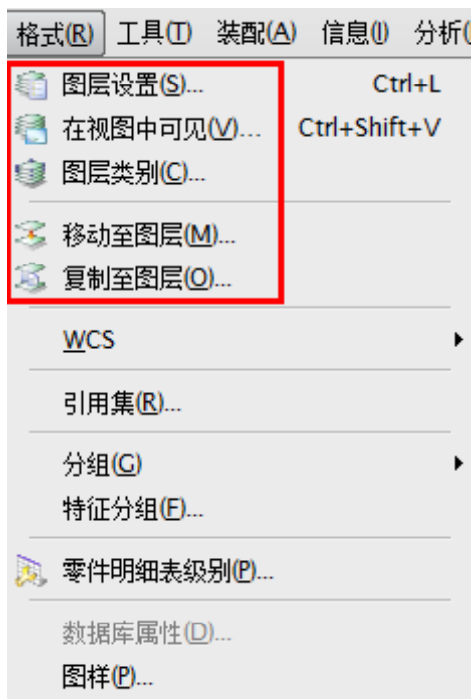 格式(R) 工具(T) 装配(A) 信息(I) 分析(
图层设置(S)... Ctrl+L
在视图中可见(V)... Ctrl+Shift+V
图层类别(C)...
移动至图层(M)...
复制至图层(O)...
WCS
引用集(R)...
分组(G)
特征分组(F)...
零件明细表级别(P)...
数据库属性(D)...
图样(P)...